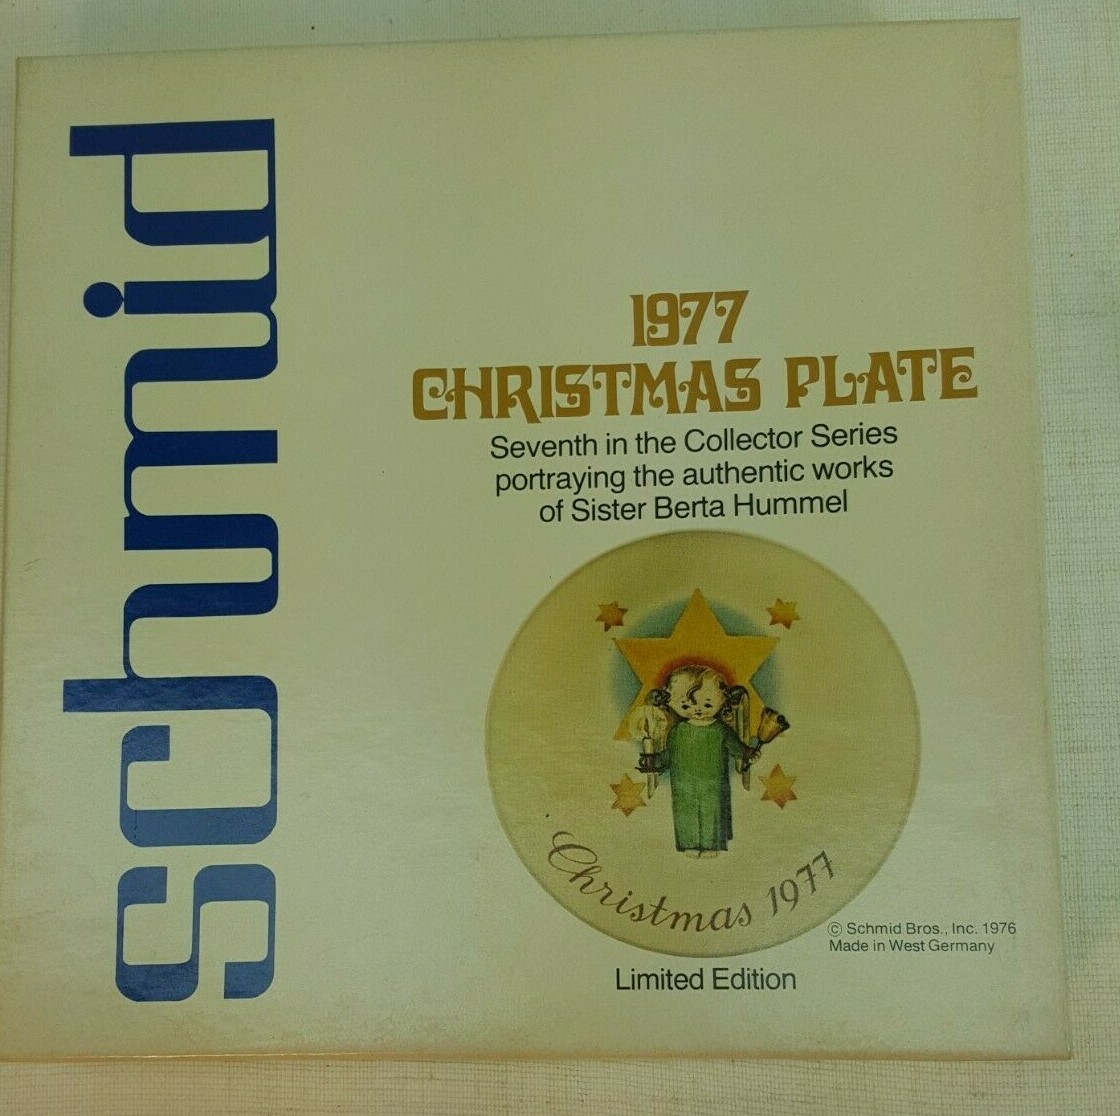 schmid
1977
CHRISTMAS PLATE
Seventh in the Collector Series
portraying the authentic works
of Sister Berta Hummel
Christmas 1977
© Schmid Bros., Inc. 1976
Made in West Germany
Limited Edition